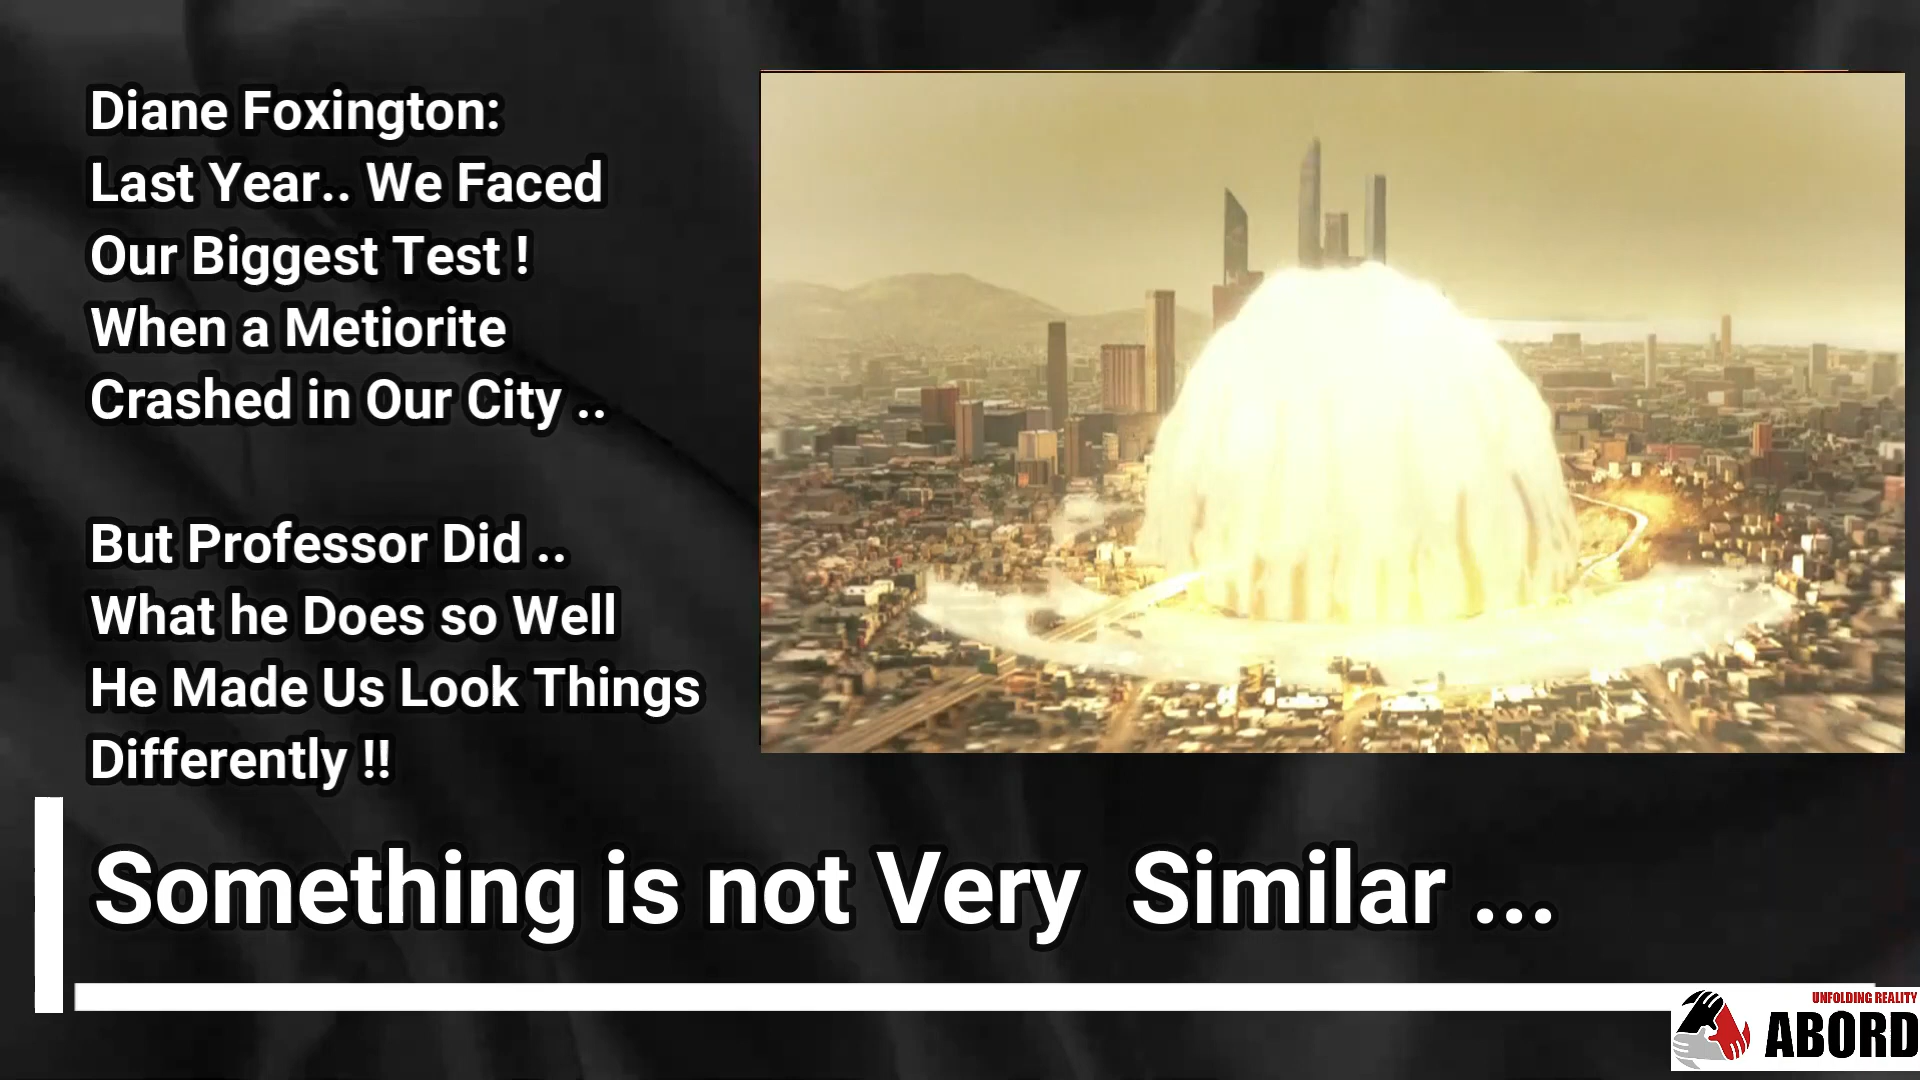 Diane Foxington:
Last Year.. We Faced
Our Biggest Test !
When a Metiorite
Crashed in Our City ..
But Professor Did ..
What he Does so Well
He Made Us Look Things
Differently !!
Something is not Very  Similar ...
UNFOLDING REALITY
ABORD